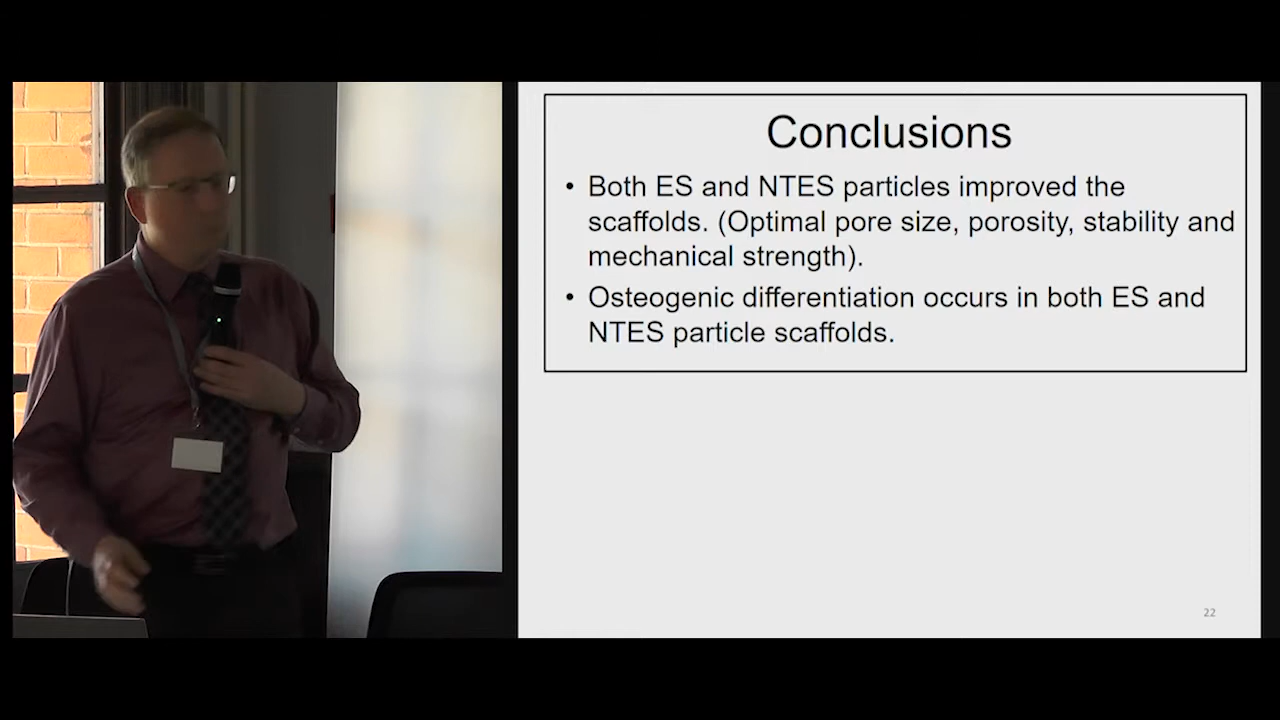 Conclusions
• Both ES and NTES particles improved the
scaffolds. (Optimal pore size, porosity, stability and
mechanical strength).
• Osteogenic differentiation occurs in both ES and
NTES particle scaffolds.
22